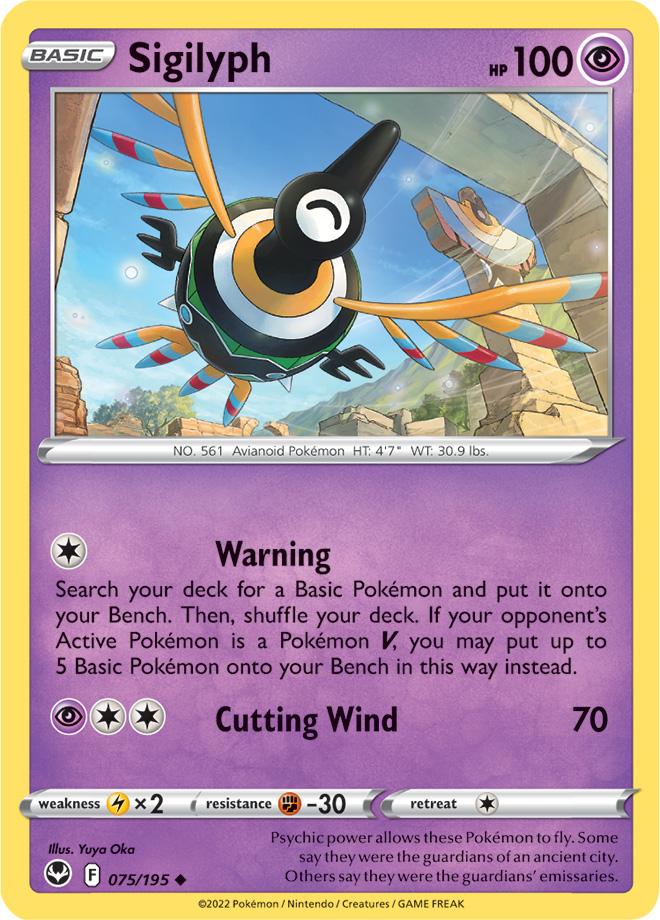 BASIC Sigilyph HP 100
NO. 561 Avianoid Pokémon HT: 4'7" WT: 30.9 lbs.
Warning
Search your deck for a Basic Pokémon and put it onto
your Bench. Then, shuffle your deck. If your opponent's
Active Pokémon is a Pokémon V, you may put up to
5 Basic Pokémon onto your Bench in this way instead.
Cutting Wind 70
weakness ×2 resistance -30 retreat
Illus. Yuya Oka
Psychic power allows these Pokémon to fly. Some
say they were the guardians of an ancient city.
Others say they were the guardians' emissaries.
F 075/195
©2022 Pokémon / Nintendo / Creatures / GAME FREAK